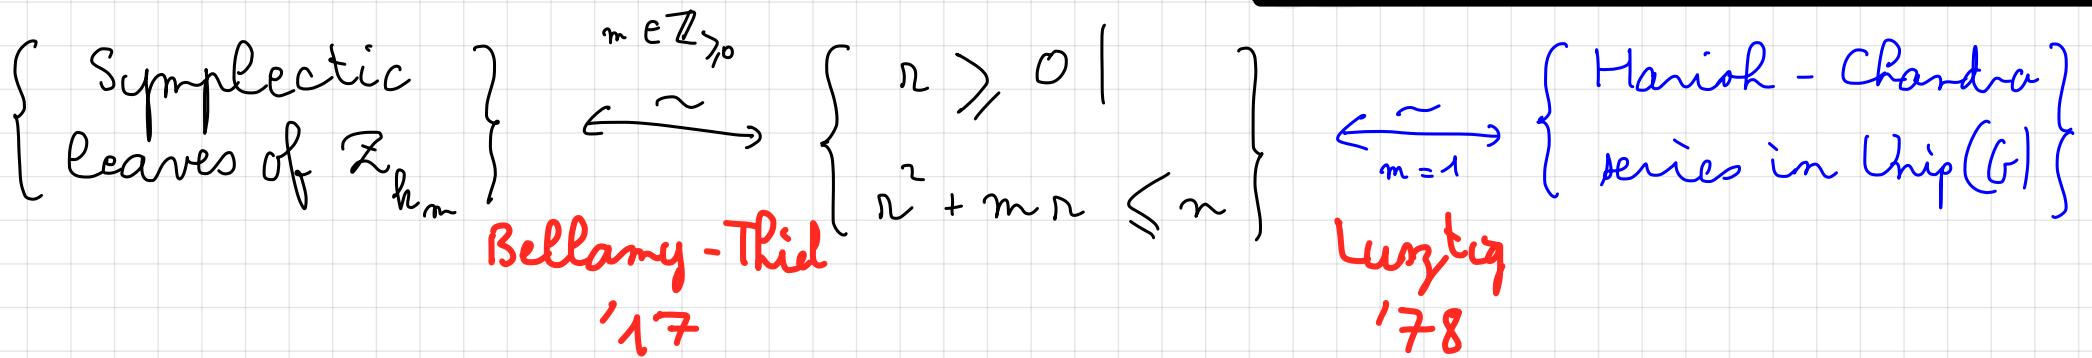 { Symplectic leaves of Z_{k_m} } ⟷^{∼} { r ⩾ 0 | r² + mr ⩽ n } ⟷^{∼} { Harish-Chandra series in Unip(G) }
m ∈ ℤ_{⩾0}
m = 1
Bellamy-Thiel Lusztig
'17 '78